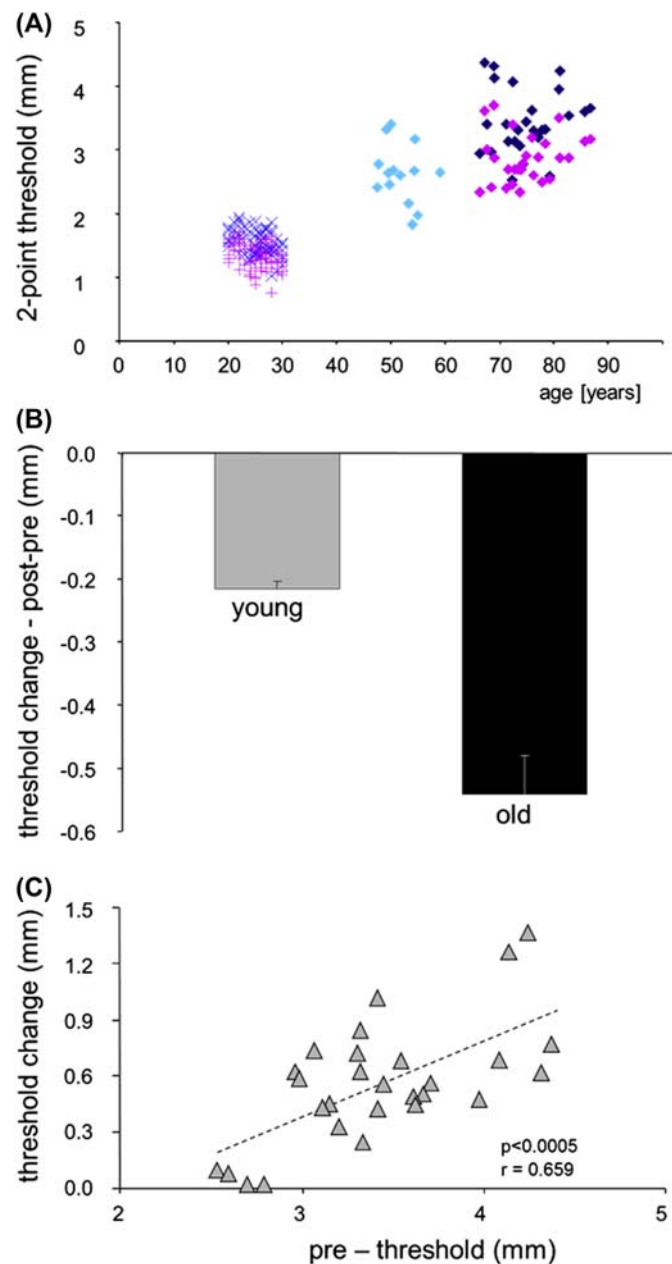 (A)
2-point threshold (mm)
5
4
3
2
1
0
0 10 20 30 40 50 60 70 80 90
age [years]
(B)
threshold change - post-pre (mm)
0.0
-0.1
-0.2
-0.3
-0.4
-0.5
-0.6
young
old
(C)
threshold change (mm)
1.5
1.2
0.9
0.6
0.3
0.0
p<0.0005
r = 0.659
2 3 4 5
pre – threshold (mm)